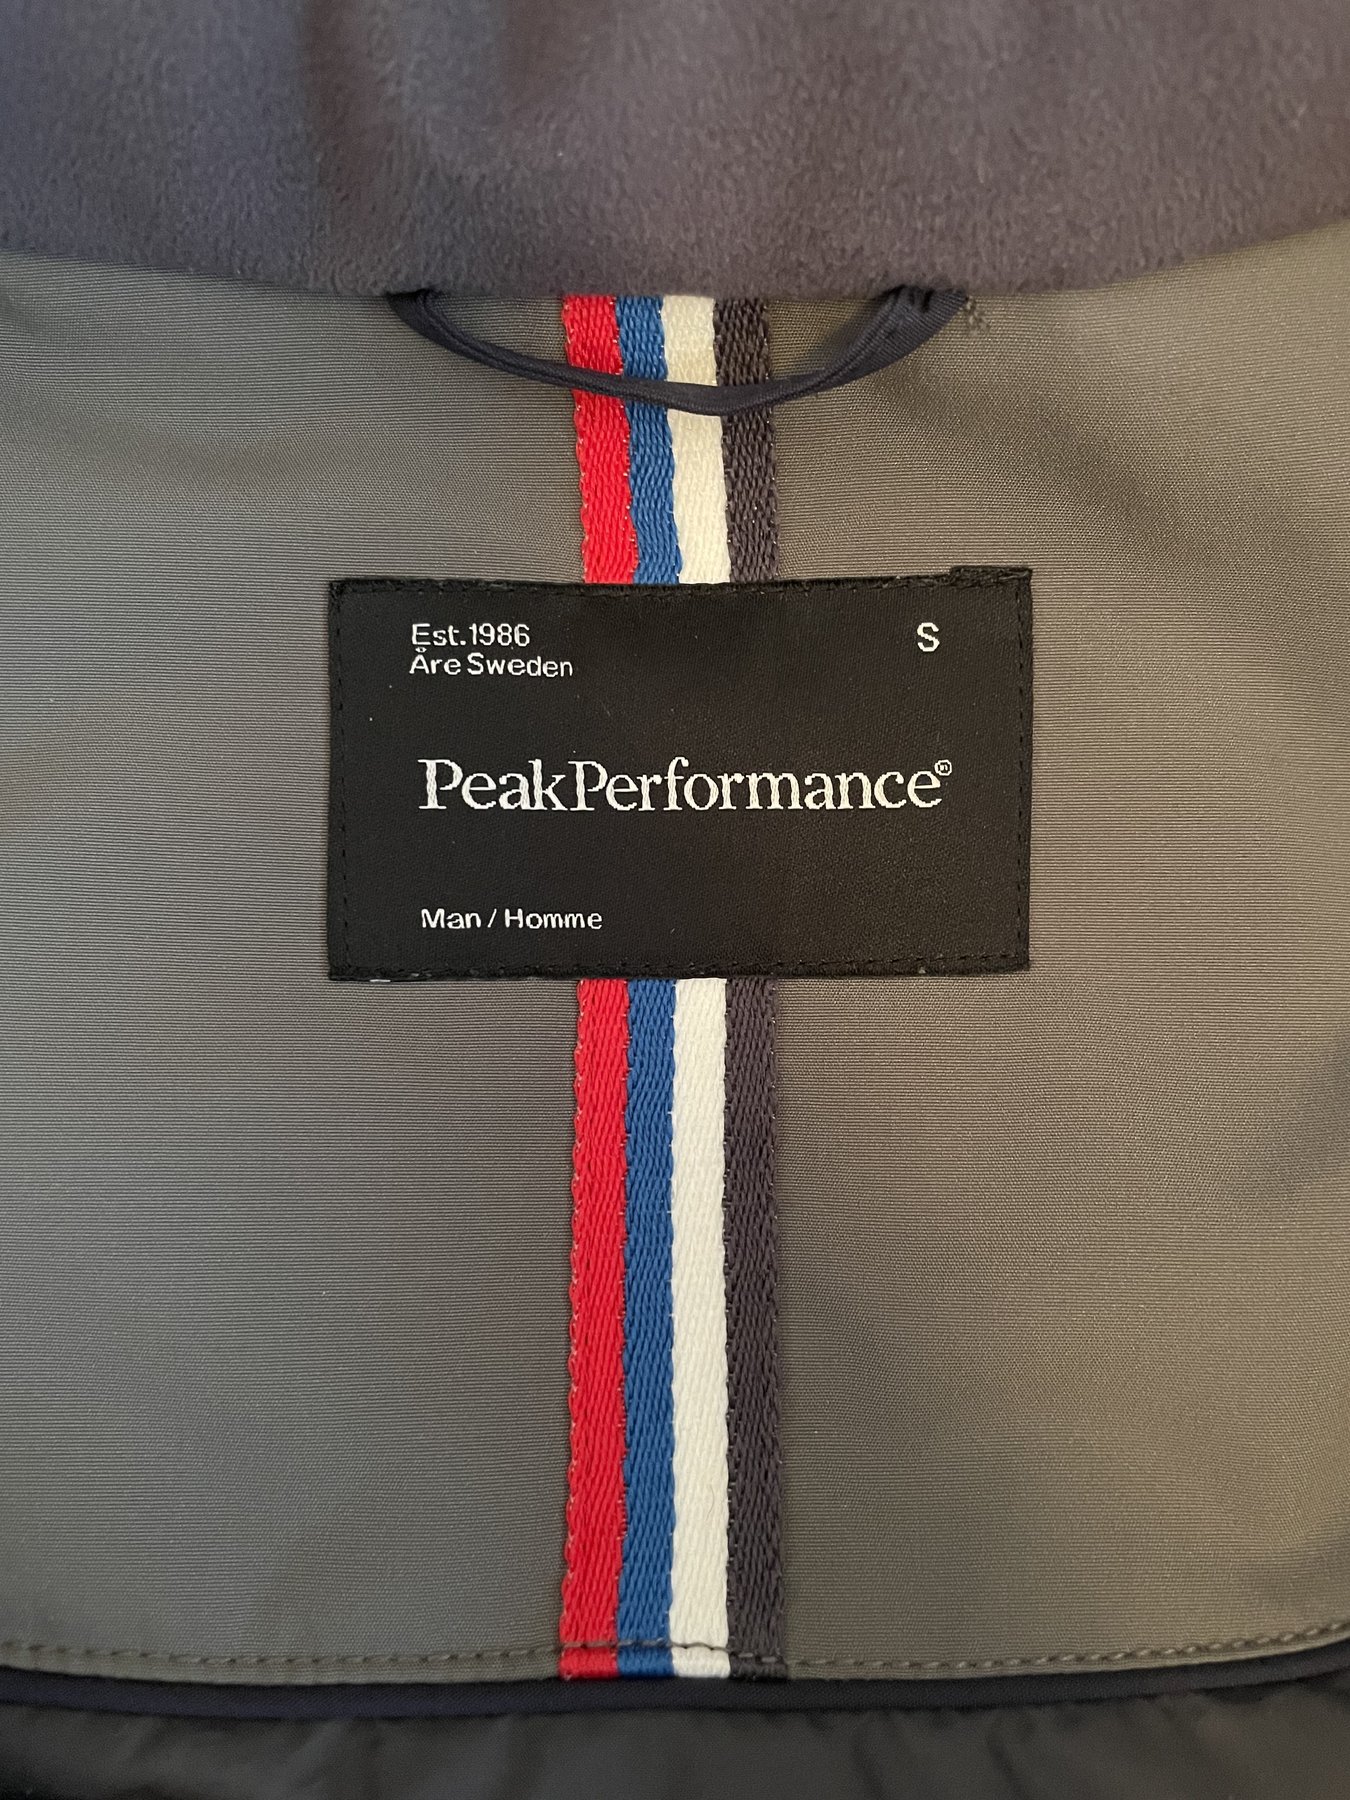 Est.1986
S
Åre Sweden
PeakPerformance®
Man / Homme